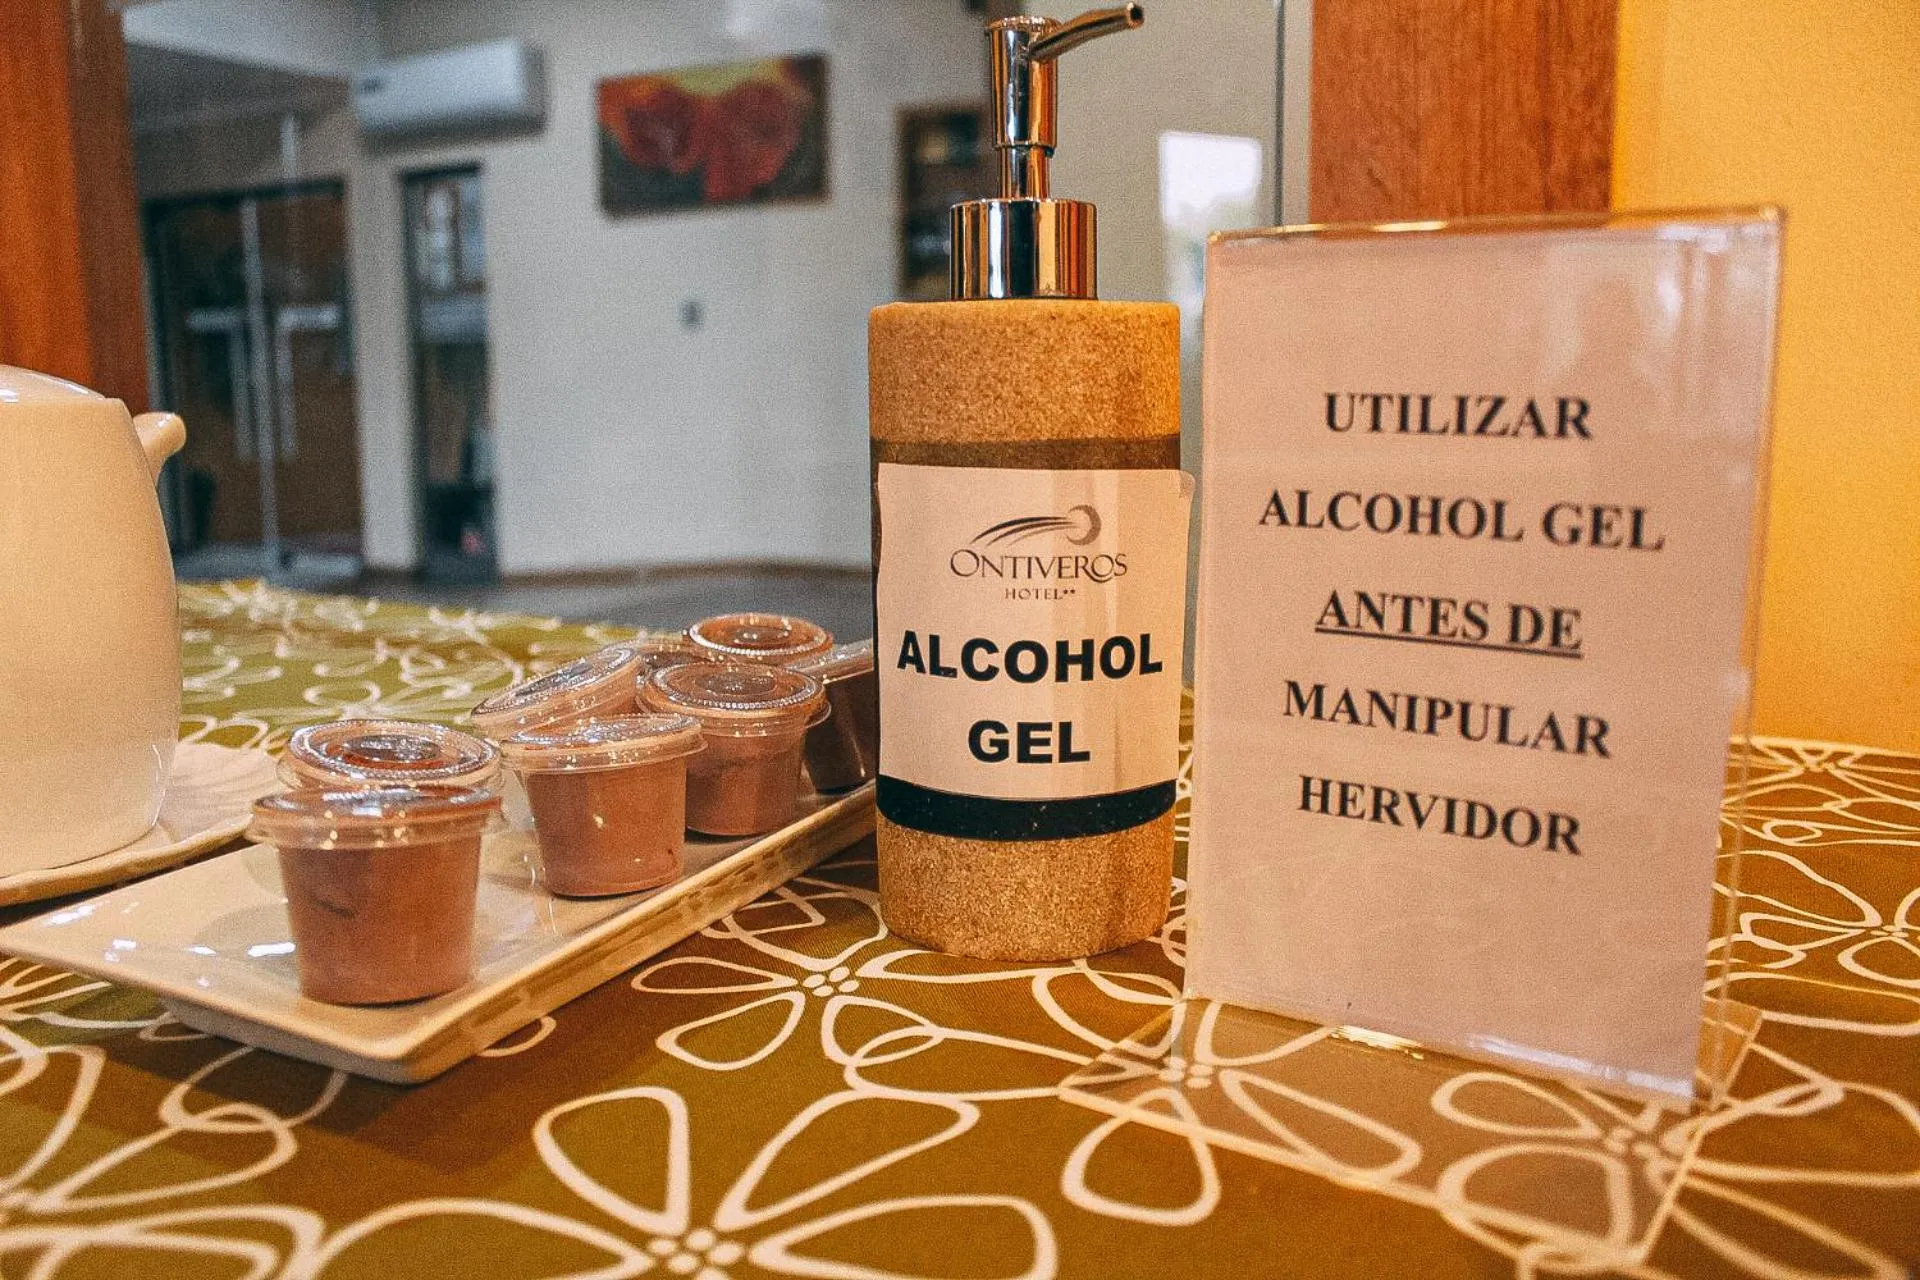 ONTIVEROS
HOTEL**
ALCOHOL
GEL
UTILIZAR
ALCOHOL GEL
ANTES DE
MANIPULAR
HERVIDOR